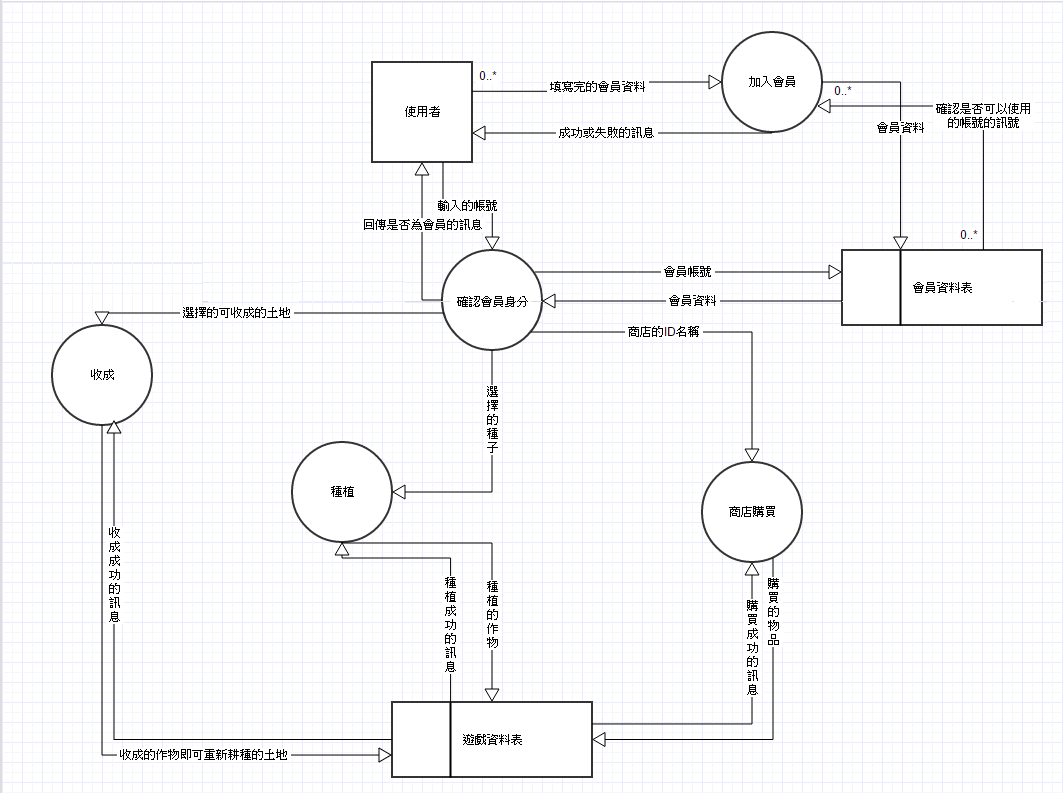 0..*
填寫完的會員資料
加入會員
0..*
使用者
確認是否可以使用
的帳號的訊號
會員資料
成功或失敗的訊息
輸入的帳號
回傳是否為會員的訊息
0..*
會員帳號
會員資料表
確認會員身分
會員資料
選擇的可收成的土地
商店的ID名稱
收成
選擇的種子
種植
商店購買
收成成功的訊息
種植成功的訊息
種植的作物
購買成功的訊息
購買的物品
遊戲資料表
收成的作物即可重新耕種的土地